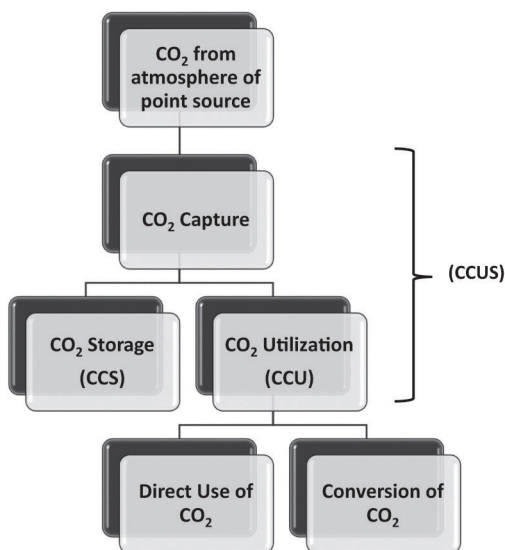 CO₂ from
atmosphere of
point source
CO₂ Capture
(CCUS)
CO₂ Storage
(CCS)
CO₂ Utilization
(CCU)
Direct Use of
CO₂
Conversion of
CO₂